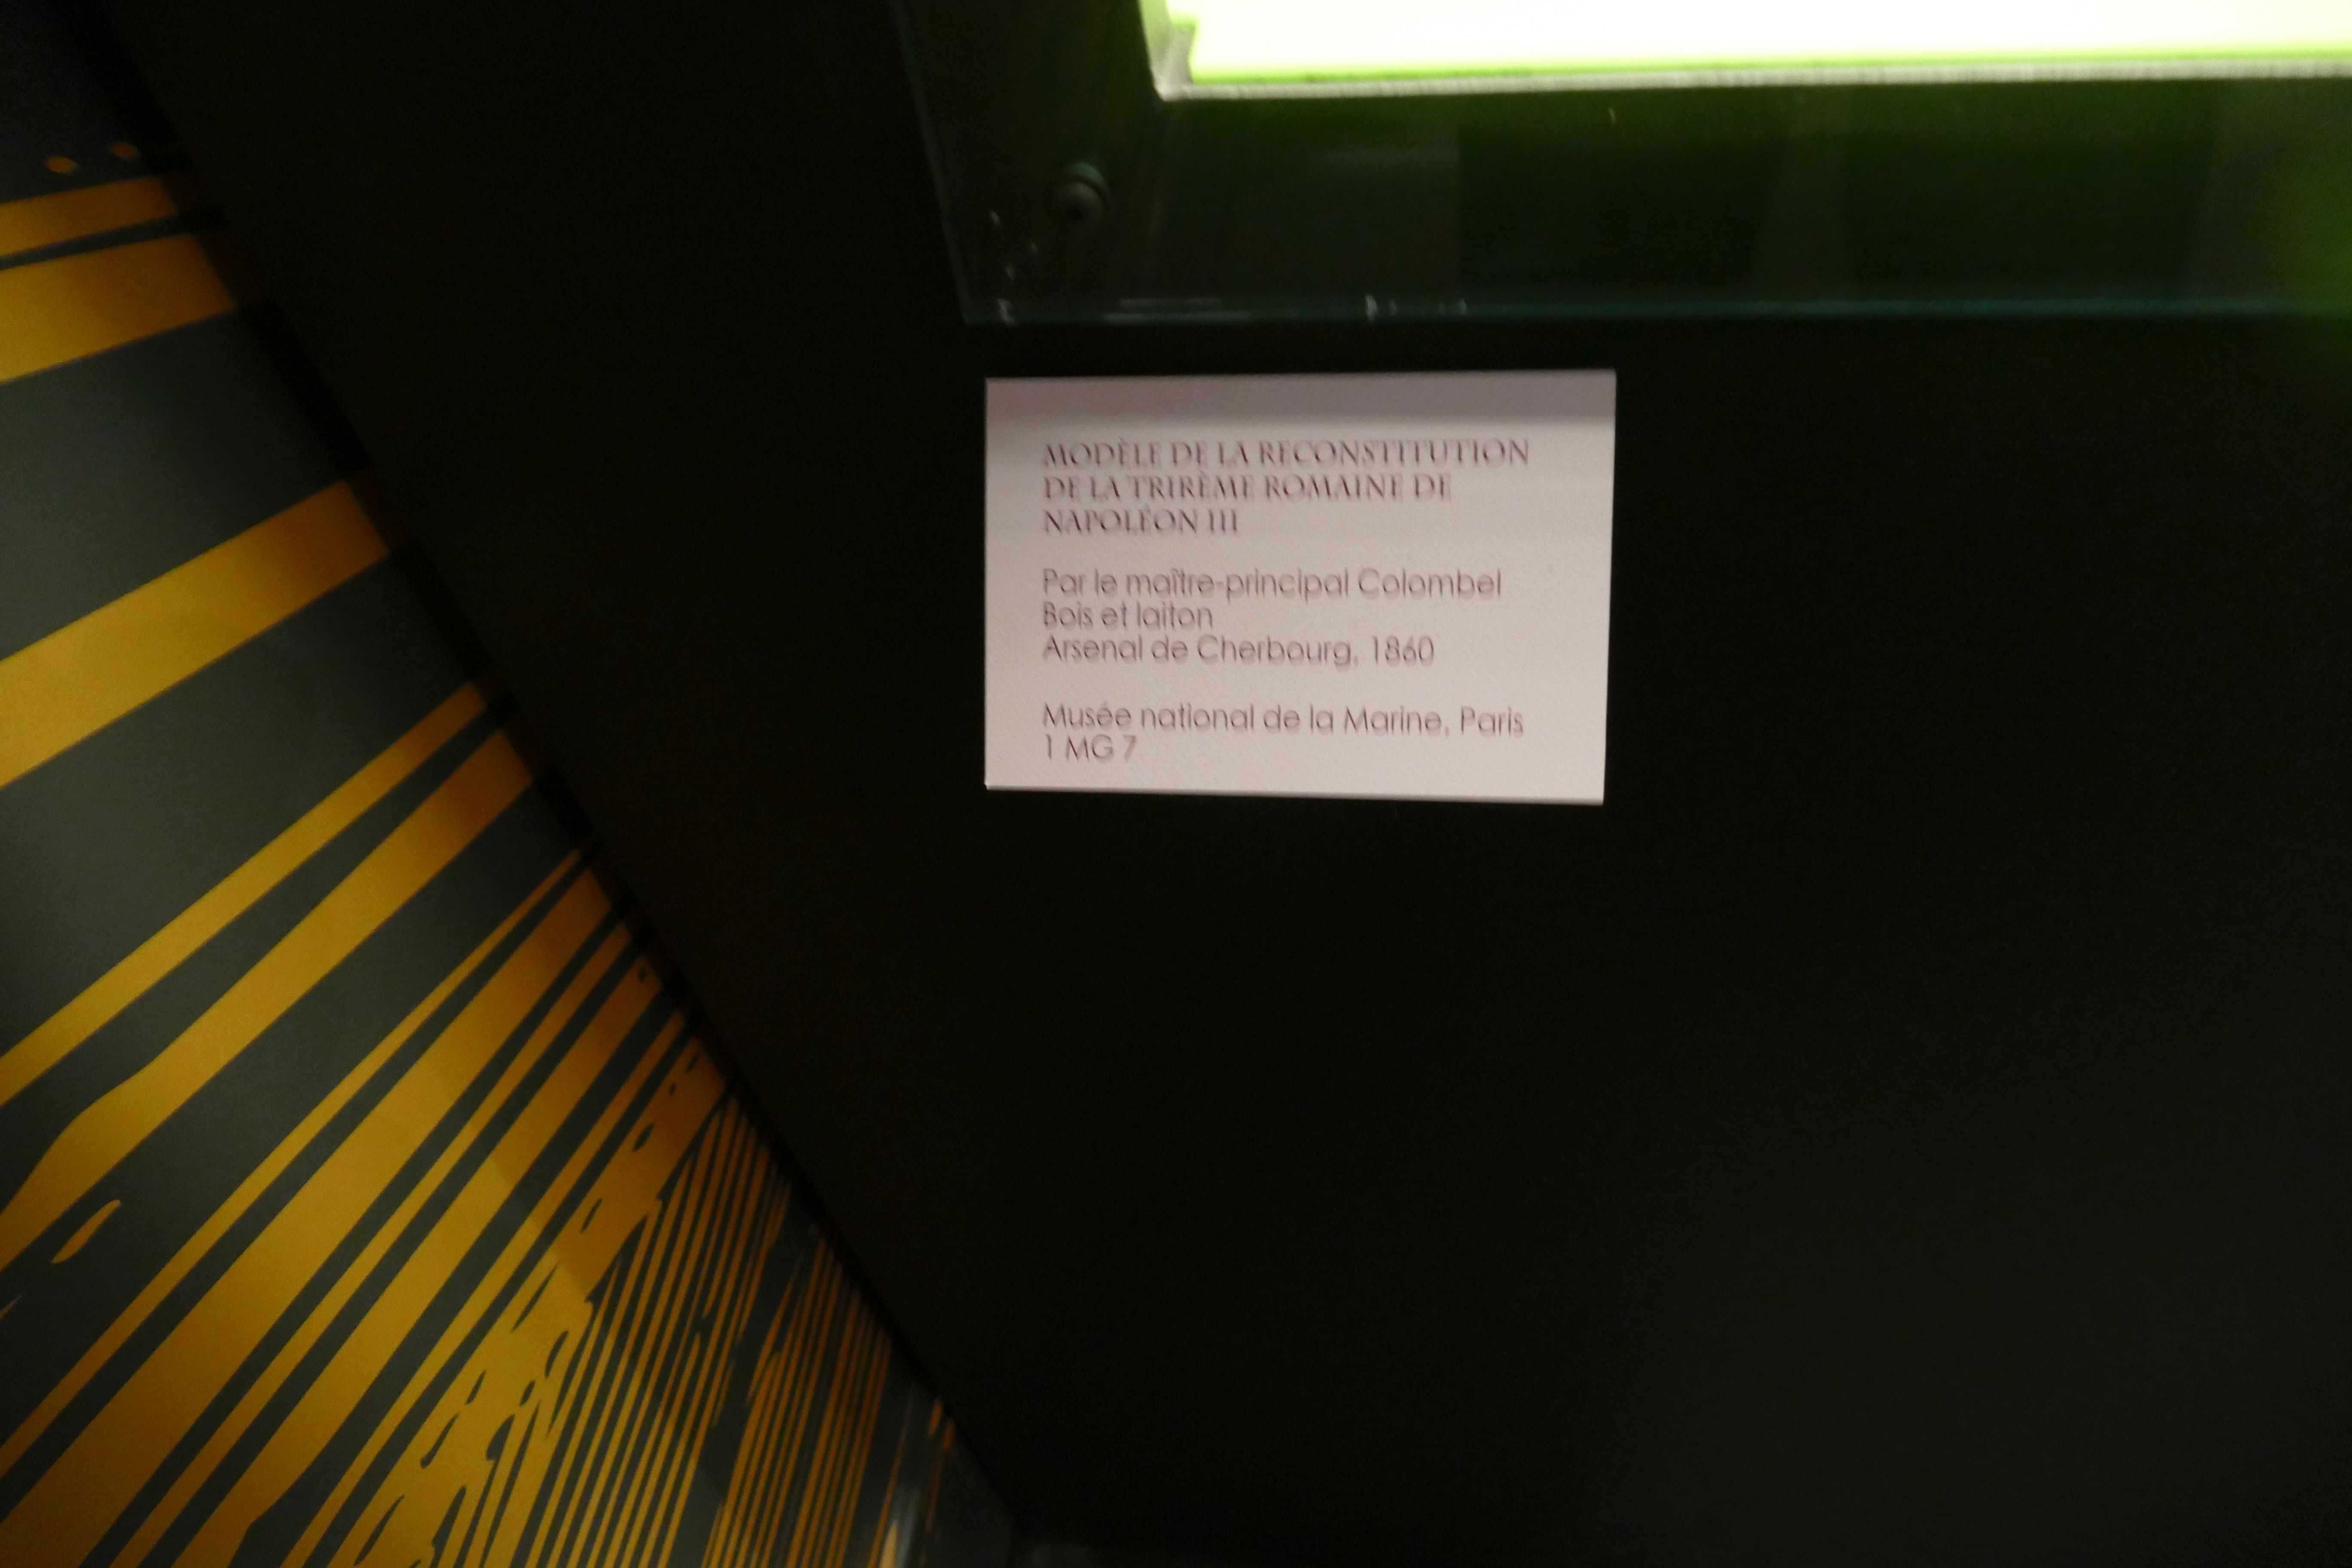 MODÈLE DE LA RECONSTITUTION
DE LA TRIRÈME ROMAINE DE
NAPOLÉON III
Par le maître-principal Colombel
Bois et laiton
Arsenal de Cherbourg, 1860
Musée national de la Marine, Paris
1 MG 7